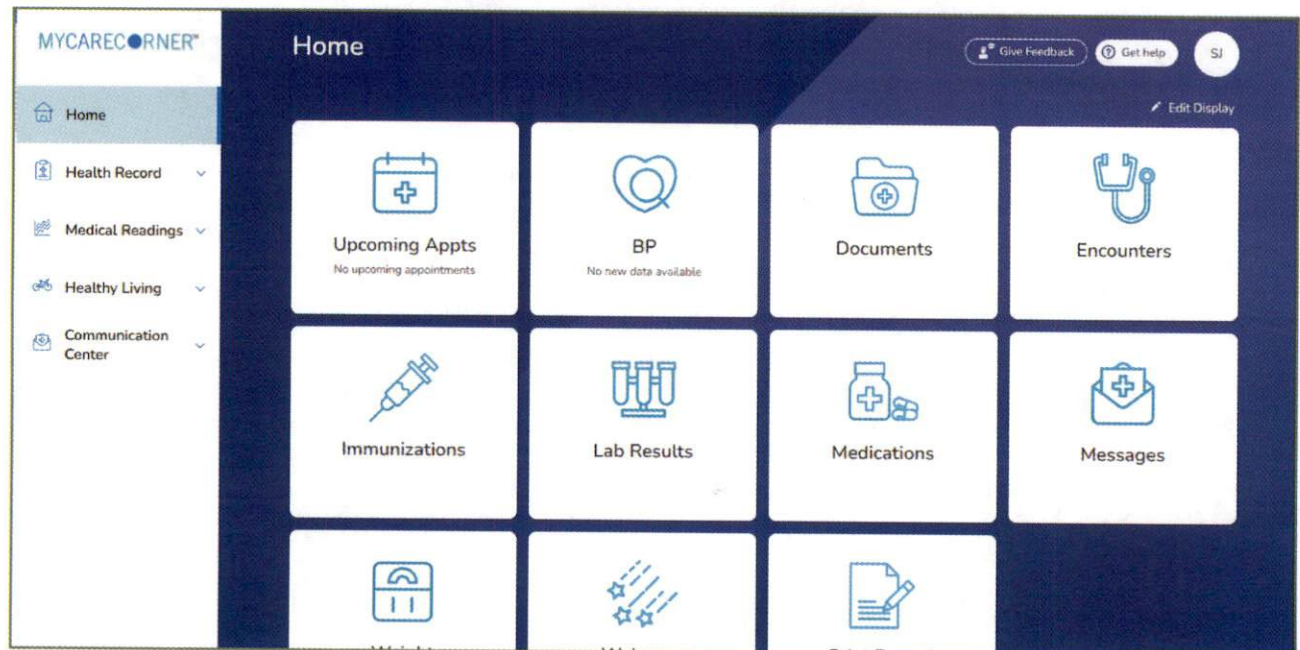 MYCARECORNER™
Home
Give Feedback
Get help
SJ
Edit Display
Home
Health Record
Medical Readings
Healthy Living
Communication
Center
Upcoming Appts
No upcoming appointments
BP
No new data available
Documents
Encounters
Immunizations
Lab Results
Medications
Messages
Weight